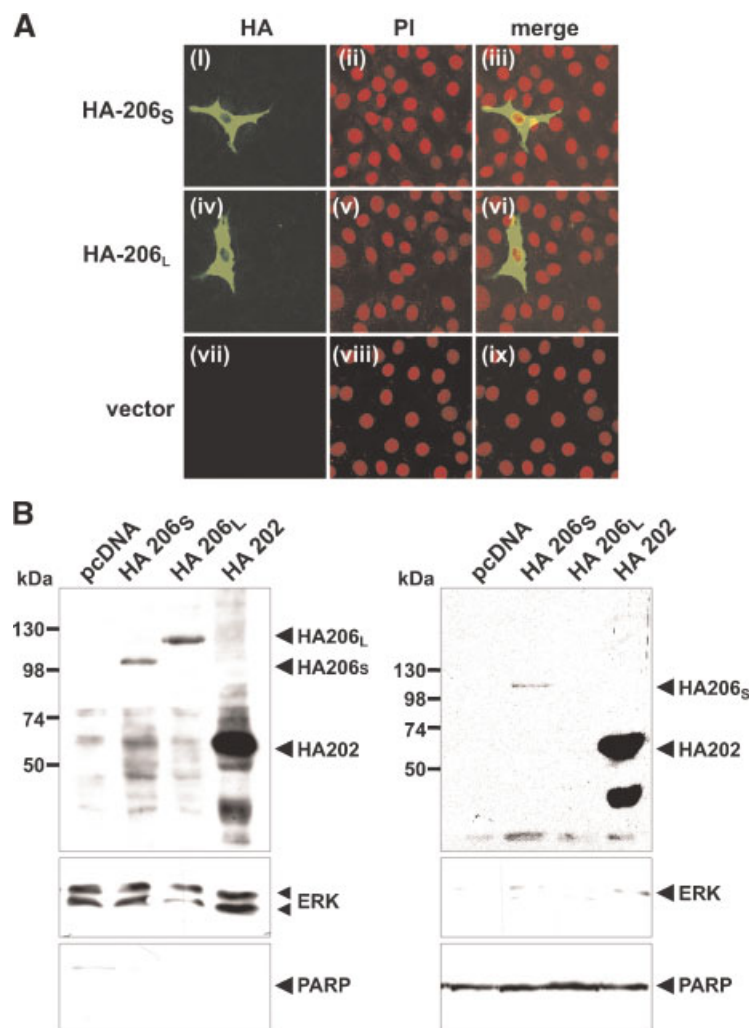 A
HA PI merge
HA-206S
(I) (ii) (iii)
HA-206L
(iv) (v) (vi)
vector
(vii) (viii) (ix)
B
kDa
pcDNA
HA 206S
HA 206L
HA 202
130
98
74
50
HA206L
HA206S
HA202
ERK
PARP
kDa
pcDNA
HA 206S
HA 206L
HA 202
130
98
74
50
HA206S
HA202
ERK
PARP